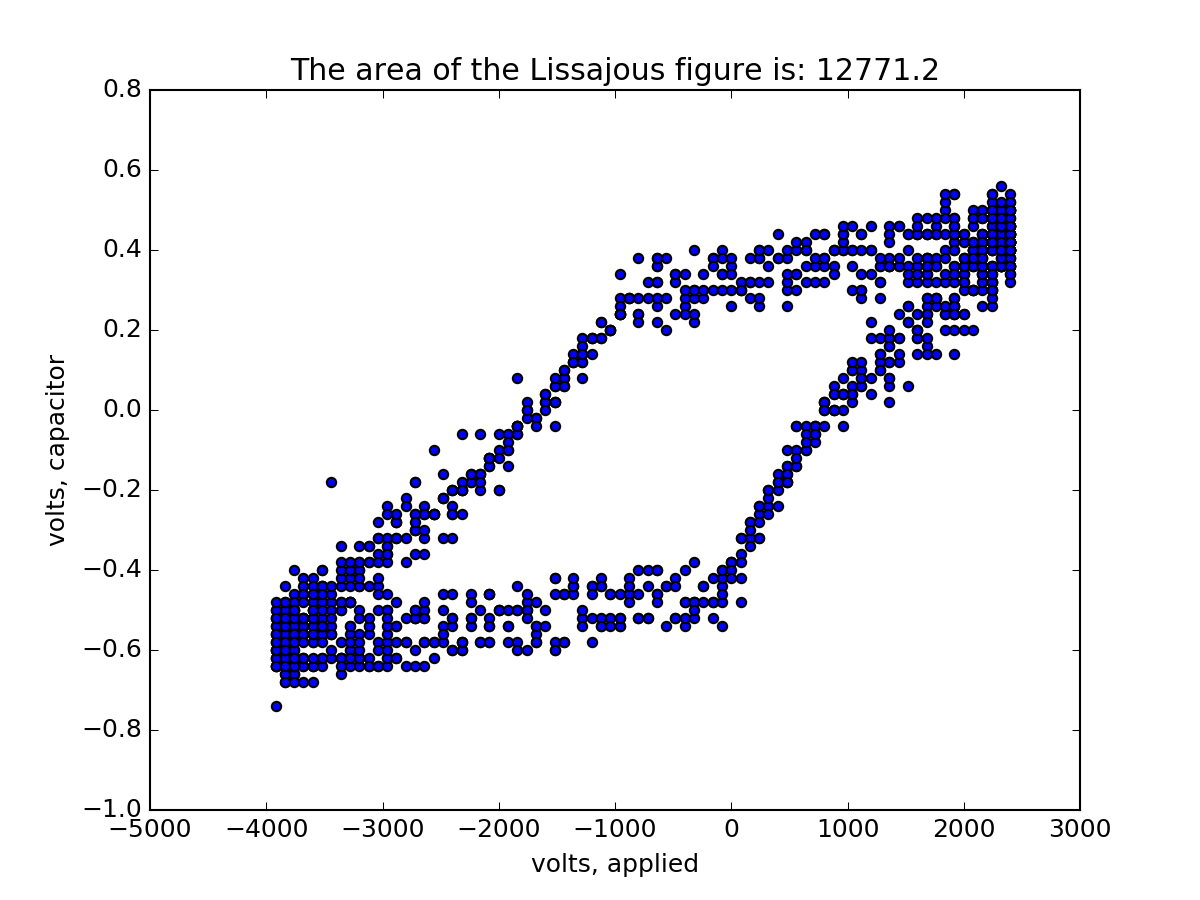 The area of the Lissajous figure is: 12771.2
0.8
0.6
0.4
0.2
0.0
−0.2
−0.4
−0.6
−0.8
−1.0
volts, capacitor
−5000 −4000 −3000 −2000 −1000 0 1000 2000 3000
volts, applied